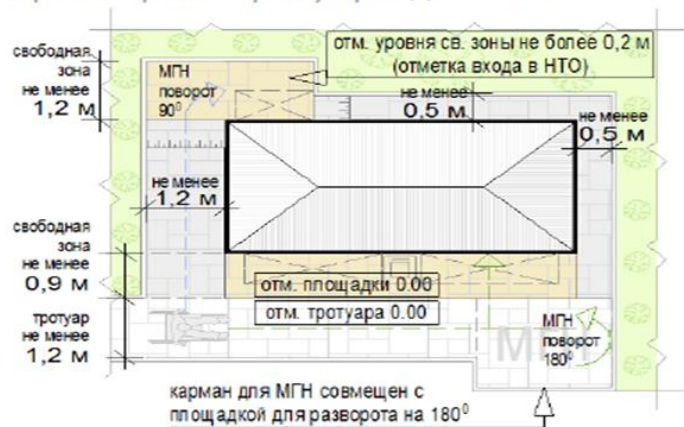 отм. уровня св. зоны не более 0,2 м
(отметка входа в НТО)
свободная
зона
не менее
1,2 м
МГН
поворот
90⁰
не менее
0,5 м
не менее
0,5 м
не менее
1,2 м
свободная
зона
не менее
0,9 м
отм. площадки 0.00
отм. тротуара 0.00
тротуар
не менее
1,2 м
МГН
МГН
поворот
180⁰
карман для МГН совмещен с
площадкой для разворота на 180⁰